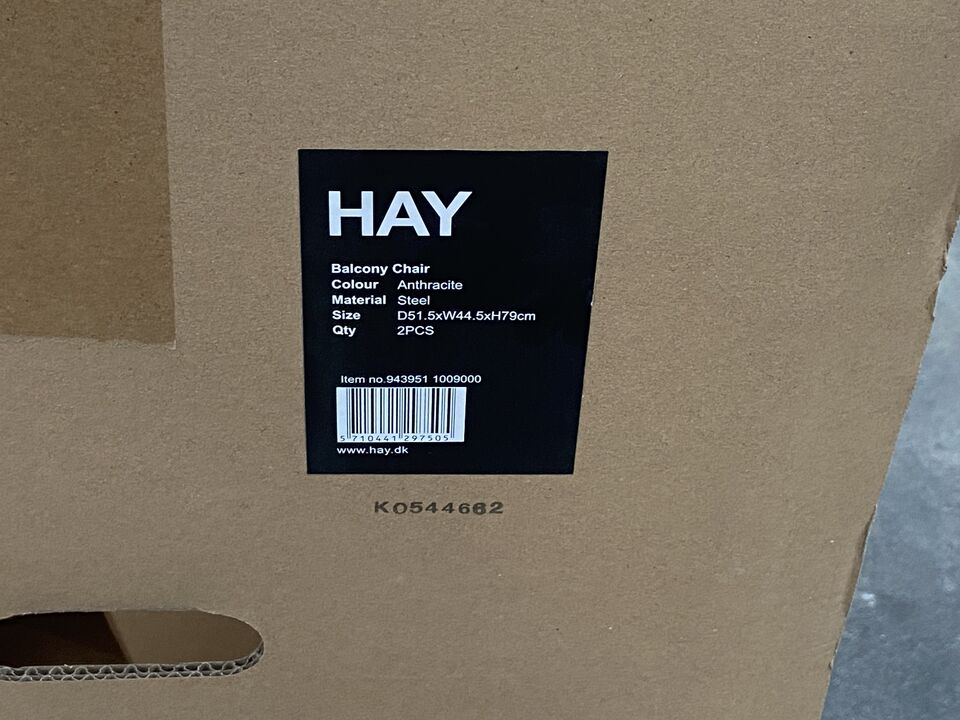 HAY
Balcony Chair
Colour Anthracite
Material Steel
Size D51.5xW44.5xH79cm
Qty 2PCS
Item no.943951 1009000
5 710441 297505
www.hay.dk
KO544662